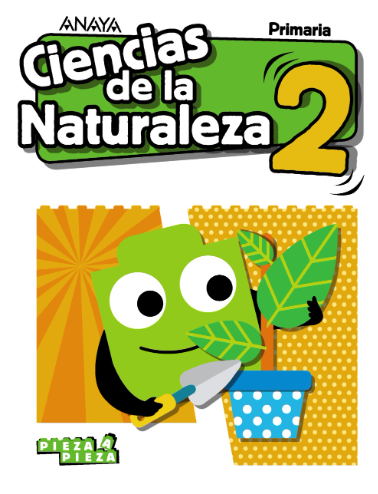 ANAYA
Primaria
Ciencias
de la
Naturaleza
2
PIEZA A
PIEZA